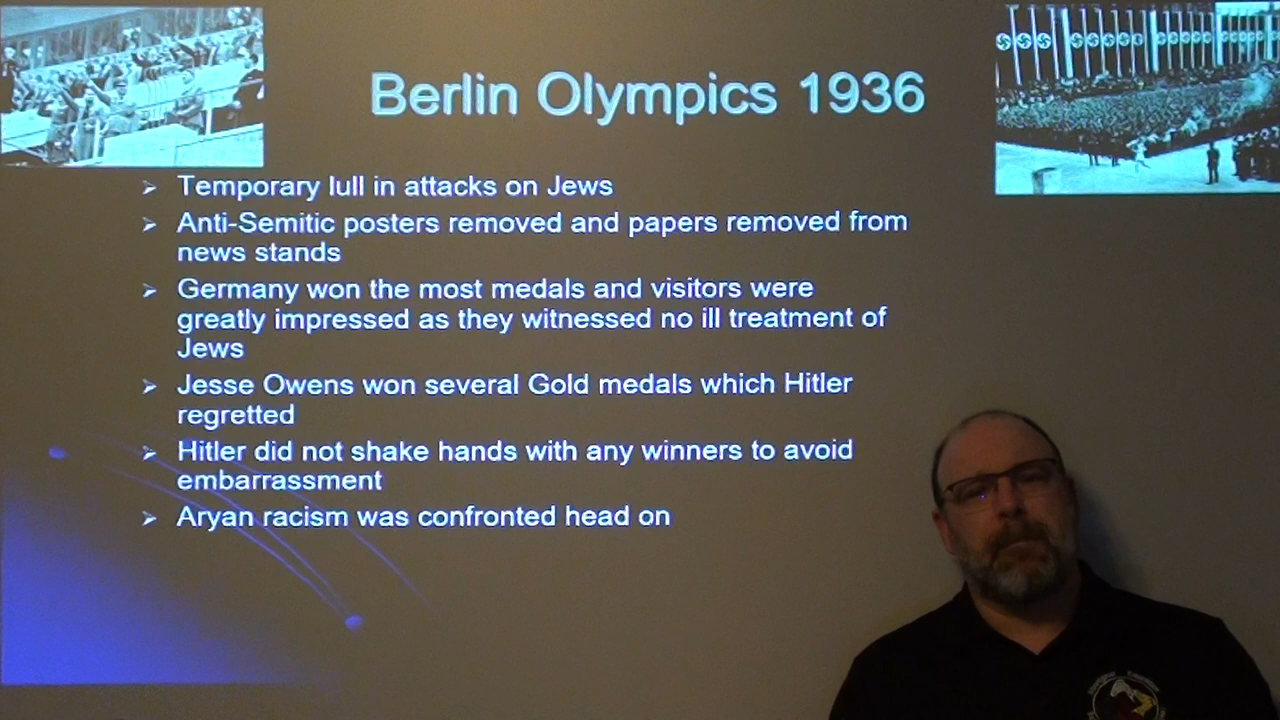 Berlin Olympics 1936
➢ Temporary lull in attacks on Jews
➢ Anti-Semitic posters removed and papers removed from
news stands
➢ Germany won the most medals and visitors were
greatly impressed as they witnessed no ill treatment of
Jews
➢ Jesse Owens won several Gold medals which Hitler
regretted
➢ Hitler did not shake hands with any winners to avoid
embarrassment
➢ Aryan racism was confronted head on